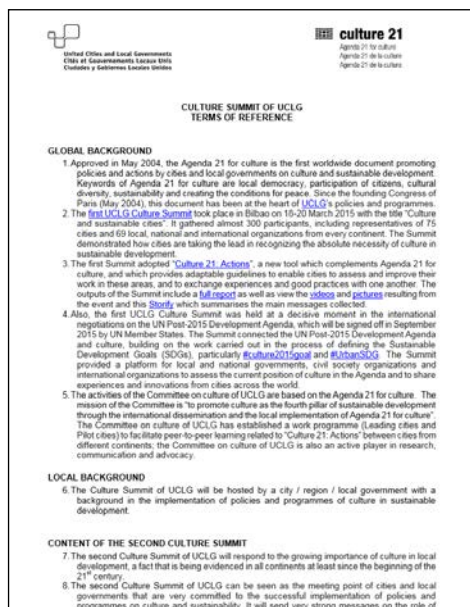 United Cities and Local Governments
Cités et Gouvernements Locaux Unis
Ciudades y Gobiernos Locales Unidos
culture 21
Agenda 21 for culture
Agenda 21 de la culture
Agenda 21 de la cultura
CULTURE SUMMIT OF UCLG
TERMS OF REFERENCE
GLOBAL BACKGROUND
1. Approved in May 2004, the Agenda 21 for culture is the first worldwide document promoting
policies and actions by cities and local governments on culture and sustainable development.
Keywords of Agenda 21 for culture are local democracy, participation of citizens, cultural
diversity, sustainability and creating the conditions for peace. Since the founding Congress of
Paris (May 2004), this document has been at the heart of UCLG's policies and programmes.
2. The first UCLG Culture Summit took place in Bilbao on 18-20 March 2015 with the title "Culture
and sustainable cities". It gathered almost 300 participants, including representatives of 75
cities and 69 local, national and international organizations from every continent. The Summit
demonstrated how cities are taking the lead in recognizing the absolute necessity of culture in
sustainable development.
3. The first Summit adopted "Culture 21: Actions", a new tool which complements Agenda 21 for
culture, and which provides adaptable guidelines to enable cities to assess and improve their
work in these areas, and to exchange experiences and good practices with one another. The
outputs of the Summit include a full report as well as view the videos and pictures resulting from
the event and this Storify which summarises the main messages collected.
4. Also, the first UCLG Culture Summit was held at a decisive moment in the international
negotiations on the UN Post-2015 Development Agenda, which will be signed off in September
2015 by UN Member States. The Summit connected the UN Post-2015 Development Agenda
and culture, building on the work carried out in the process of defining the Sustainable
Development Goals (SDGs), particularly #culture2015goal and #UrbanSDG. The Summit
provided a platform for local and national governments, civil society organizations and
international organizations to assess the current position of culture in the Agenda and to share
experiences and innovations from cities across the world.
5. The activities of the Committee on culture of UCLG are based on the Agenda 21 for culture. The
mission of the Committee is "to promote culture as the fourth pillar of sustainable development
through the international dissemination and the local implementation of Agenda 21 for culture".
The Committee on culture of UCLG has established a work programme (Leading cities and
Pilot cities) to facilitate peer-to-peer learning related to "Culture 21: Actions" between cities from
different continents; the Committee on culture of UCLG is also an active player in research,
communication and advocacy.
LOCAL BACKGROUND
6. The Culture Summit of UCLG will be hosted by a city / region / local government with a
background in the implementation of policies and programmes of culture in sustainable
development.
CONTENT OF THE SECOND CULTURE SUMMIT
7. The second Culture Summit of UCLG will respond to the growing importance of culture in local
development, a fact that is being evidenced in all continents at least since the beginning of the
21st century.
8. The second Culture Summit of UCLG can be seen as the meeting point of cities and local
governments that are very committed to the successful implementation of policies and
programmes on culture and sustainability. It will send very strong messages on the role of